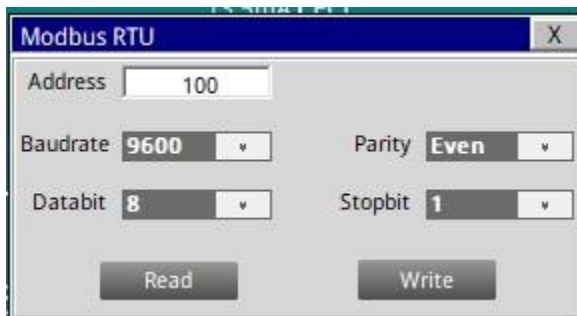 Modbus RTU X
Address 100
Baudrate 9600 Parity Even
Databit 8 Stopbit 1
Read Write